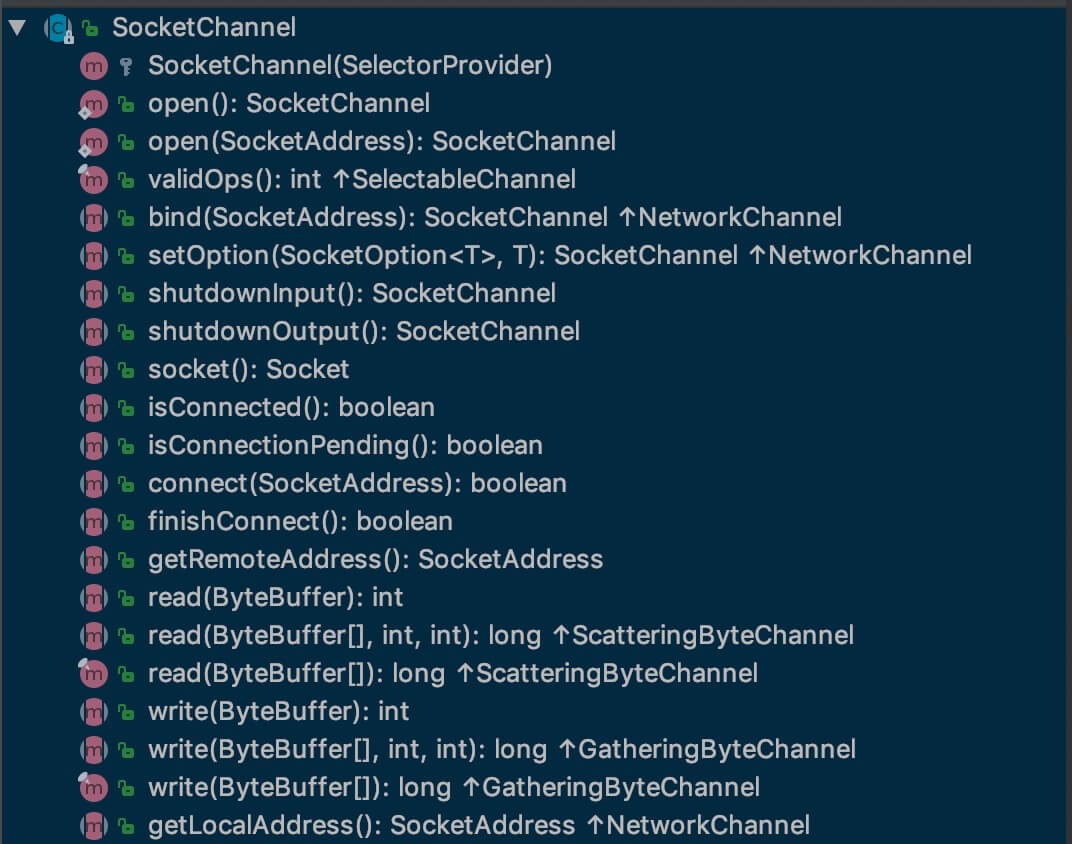 SocketChannel
SocketChannel(SelectorProvider)
open(): SocketChannel
open(SocketAddress): SocketChannel
validOps(): int ↑SelectableChannel
bind(SocketAddress): SocketChannel ↑NetworkChannel
setOption(SocketOption<T>, T): SocketChannel ↑NetworkChannel
shutdownInput(): SocketChannel
shutdownOutput(): SocketChannel
socket(): Socket
isConnected(): boolean
isConnectionPending(): boolean
connect(SocketAddress): boolean
finishConnect(): boolean
getRemoteAddress(): SocketAddress
read(ByteBuffer): int
read(ByteBuffer[], int, int): long ↑ScatteringByteChannel
read(ByteBuffer[]): long ↑ScatteringByteChannel
write(ByteBuffer): int
write(ByteBuffer[], int, int): long ↑GatheringByteChannel
write(ByteBuffer[]): long ↑GatheringByteChannel
getLocalAddress(): SocketAddress ↑NetworkChannel